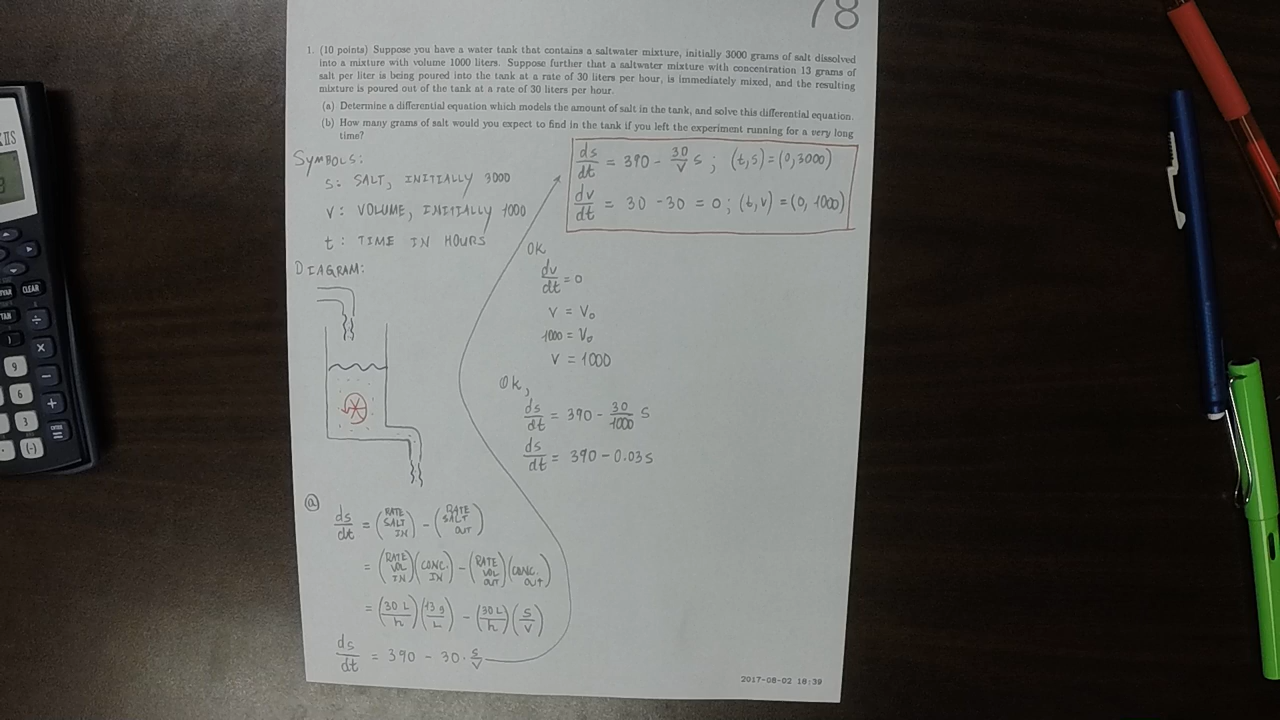 78
1. (10 points) Suppose you have a water tank that contains a saltwater mixture, initially 3000 grams of salt dissolved
into a mixture with volume 1000 liters. Suppose further that a saltwater mixture with concentration 13 grams of
salt per liter is being poured into the tank at a rate of 30 liters per hour, is immediately mixed, and the resulting
mixture is poured out of the tank at a rate of 30 liters per hour.
(a) Determine a differential equation which models the amount of salt in the tank, and solve this differential equation.
(b) How many grams of salt would you expect to find in the tank if you left the experiment running for a very long
time?
SYMBOLS:
S: SALT, INITIALLY 3000
V: VOLUME, INITIALLY 1000
t: TIME IN HOURS
DIAGRAM:
(a)
ds/dt = (RATE SALT IN) - (RATE SALT OUT)
= (RATE VOL IN)(CONC. IN) - (RATE VOL OUT)(CONC. OUT)
= (30 L/h)(13 g/L) - (30 L/h)(S/V)
ds/dt = 390 - 30 · S/V
ds/dt = 390 - 30/V S ; (t,s) = (0,3000)
dv/dt = 30 - 30 = 0 ; (t,v) = (0, 1000)
OK
dv/dt = 0
V = V₀
1000 = V₀
V = 1000
Ok,
ds/dt = 390 - 30/1000 S
ds/dt = 390 - 0.03 S
2017-08-02 16:39
CLEAR
9
6
3
(-)